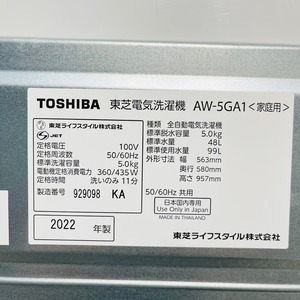 TOSHIBA 東芝電気洗濯機 AW-5GA1<家庭用>
PS E
JET
東芝ライフスタイル株式会社
定格電圧 100V
定格周波数 50/60Hz
標準洗濯容量 5.0kg
電動機定格消費電力 360/435W
定格時間 洗いのみ 11分
製造番号 929098 KA
2022 年製
種類 全自動電気洗濯機
標準脱水容量 5.0kg
標準水量 48L
標準使用水量 99L
外形寸法 幅 563mm
奥行 580mm
高さ 957mm
50/60Hz 共用
日本国内専用
Use Only in Japan
MADE IN THAILAND
東芝ライフスタイル株式会社